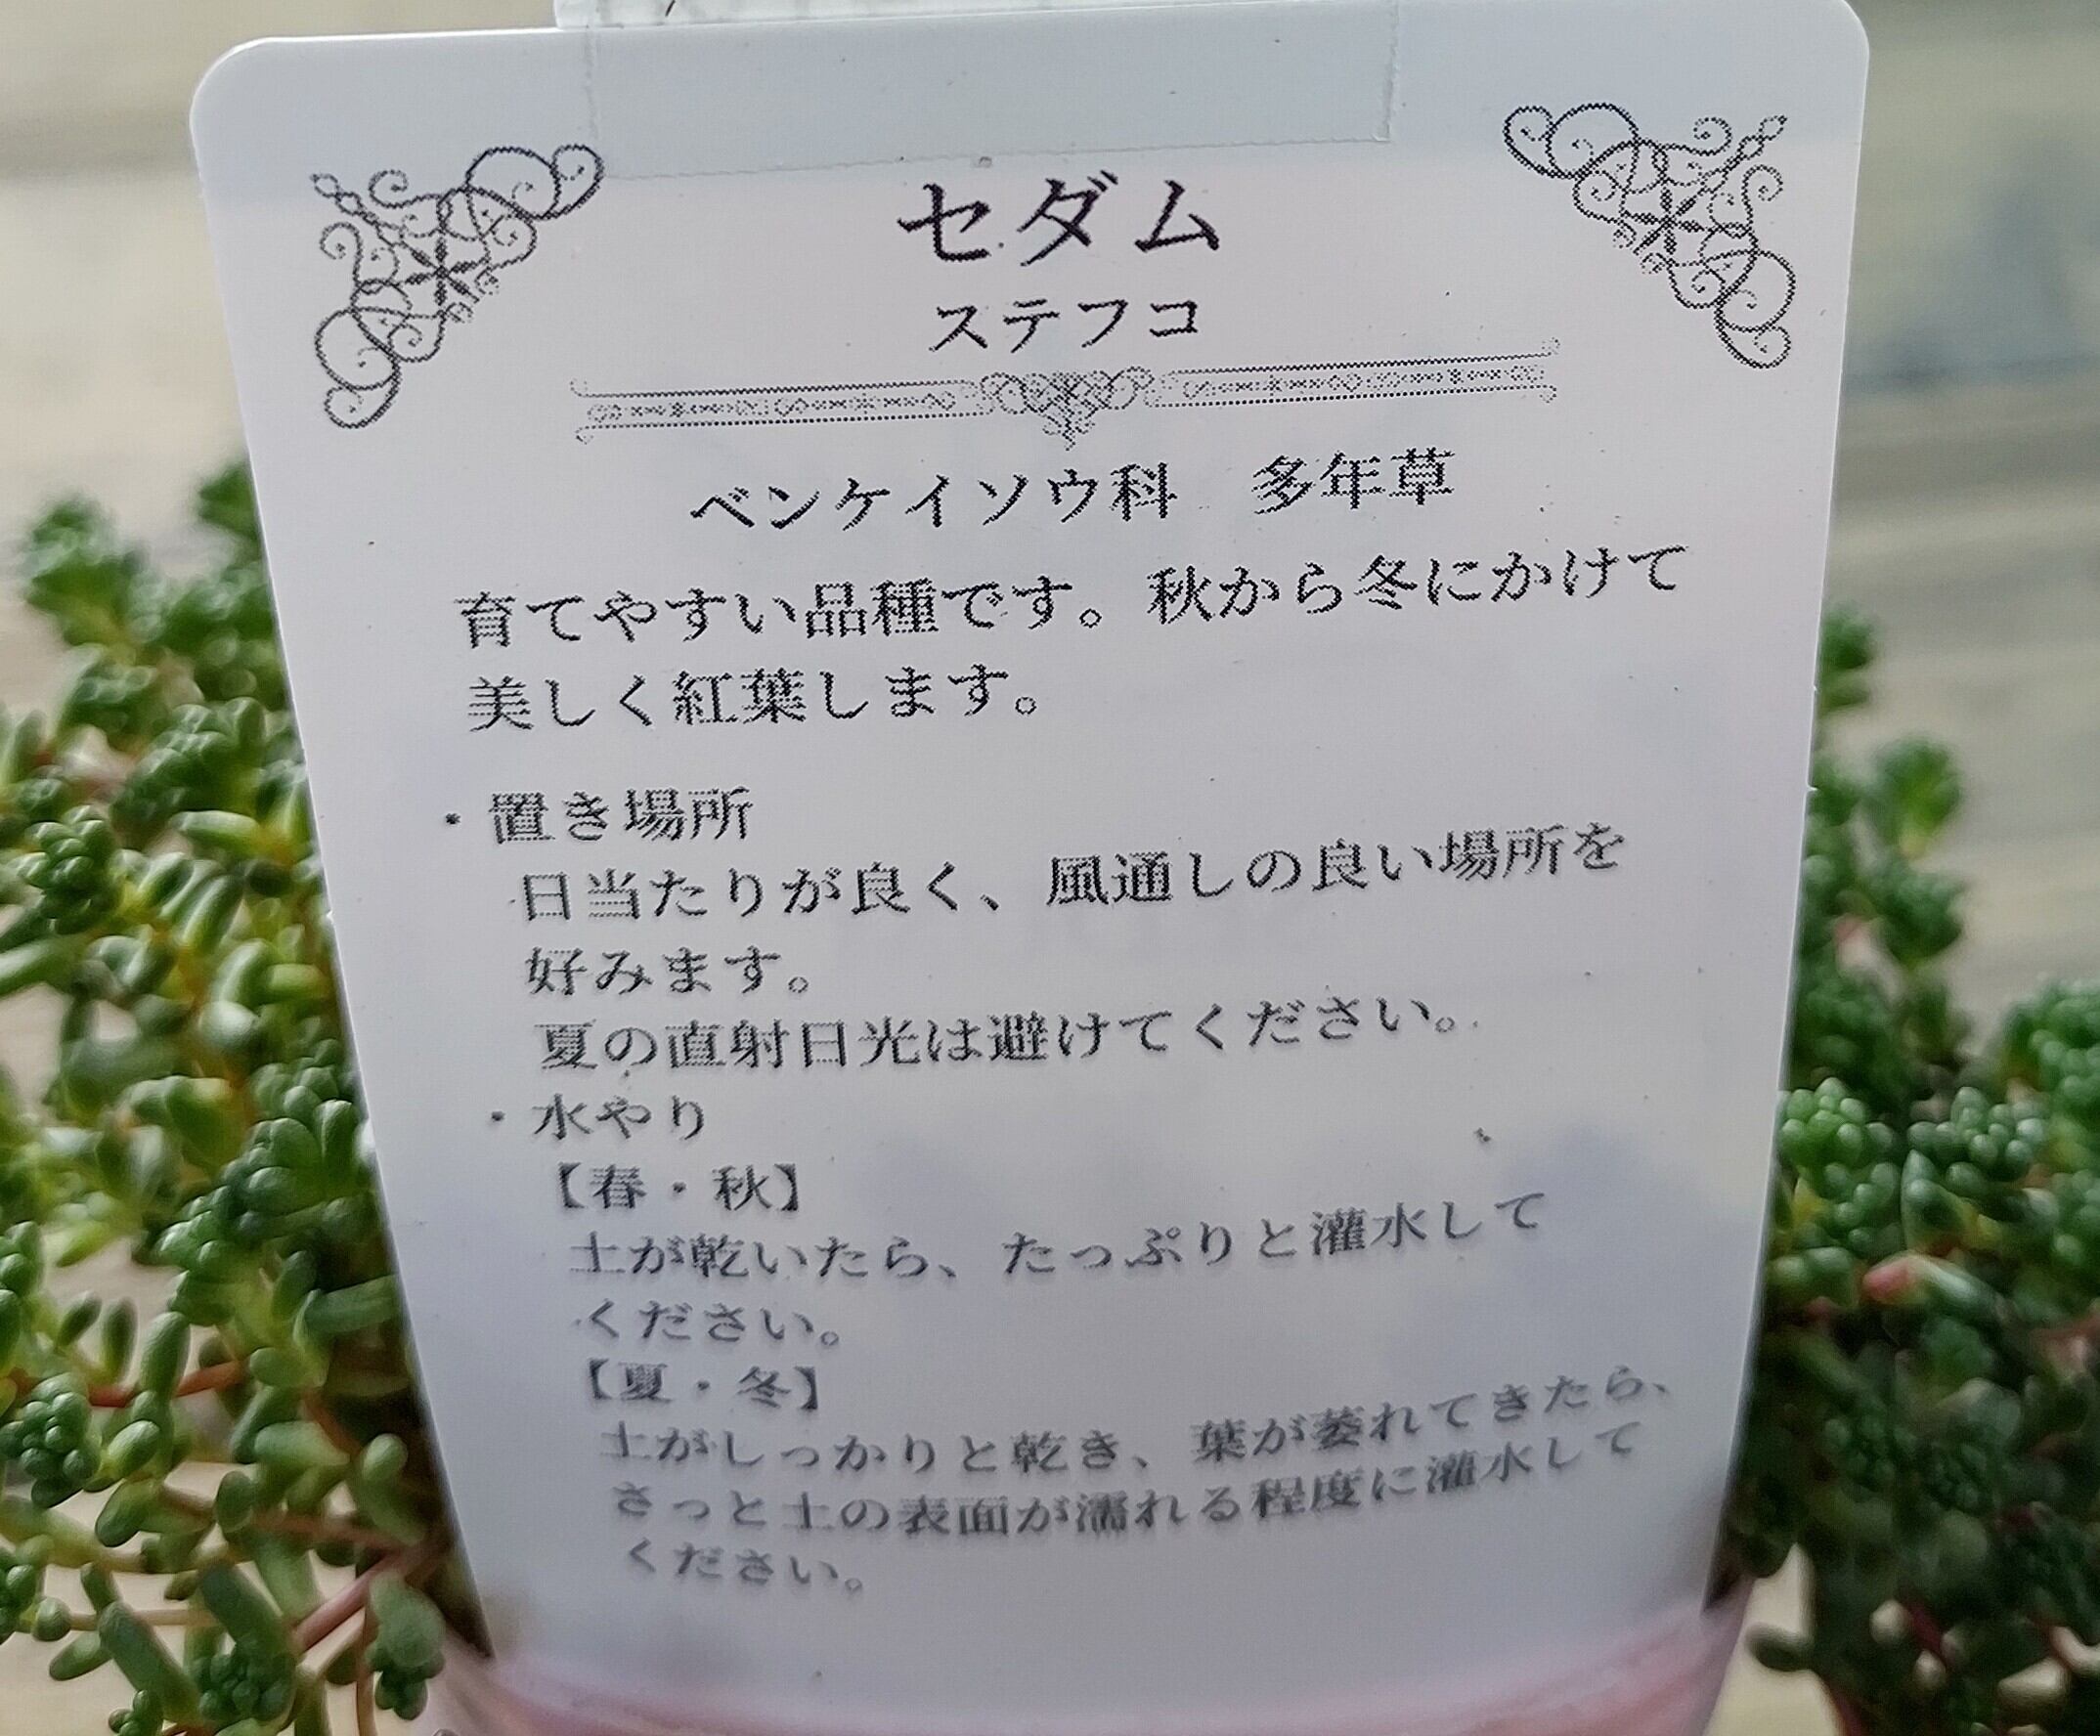 セダム
ステフコ
ベンケイソウ科　多年草
育てやすい品種です。秋から冬にかけて
美しく紅葉します。
・置き場所
日当たりが良く、風通しの良い場所を
好みます。
夏の直射日光は避けてください。
・水やり
【春・秋】
土が乾いたら、たっぷりと灌水して
ください。
【夏・冬】
土がしっかりと乾き、葉が萎れてきたら、
さっと土の表面が濡れる程度に灌水して
ください。